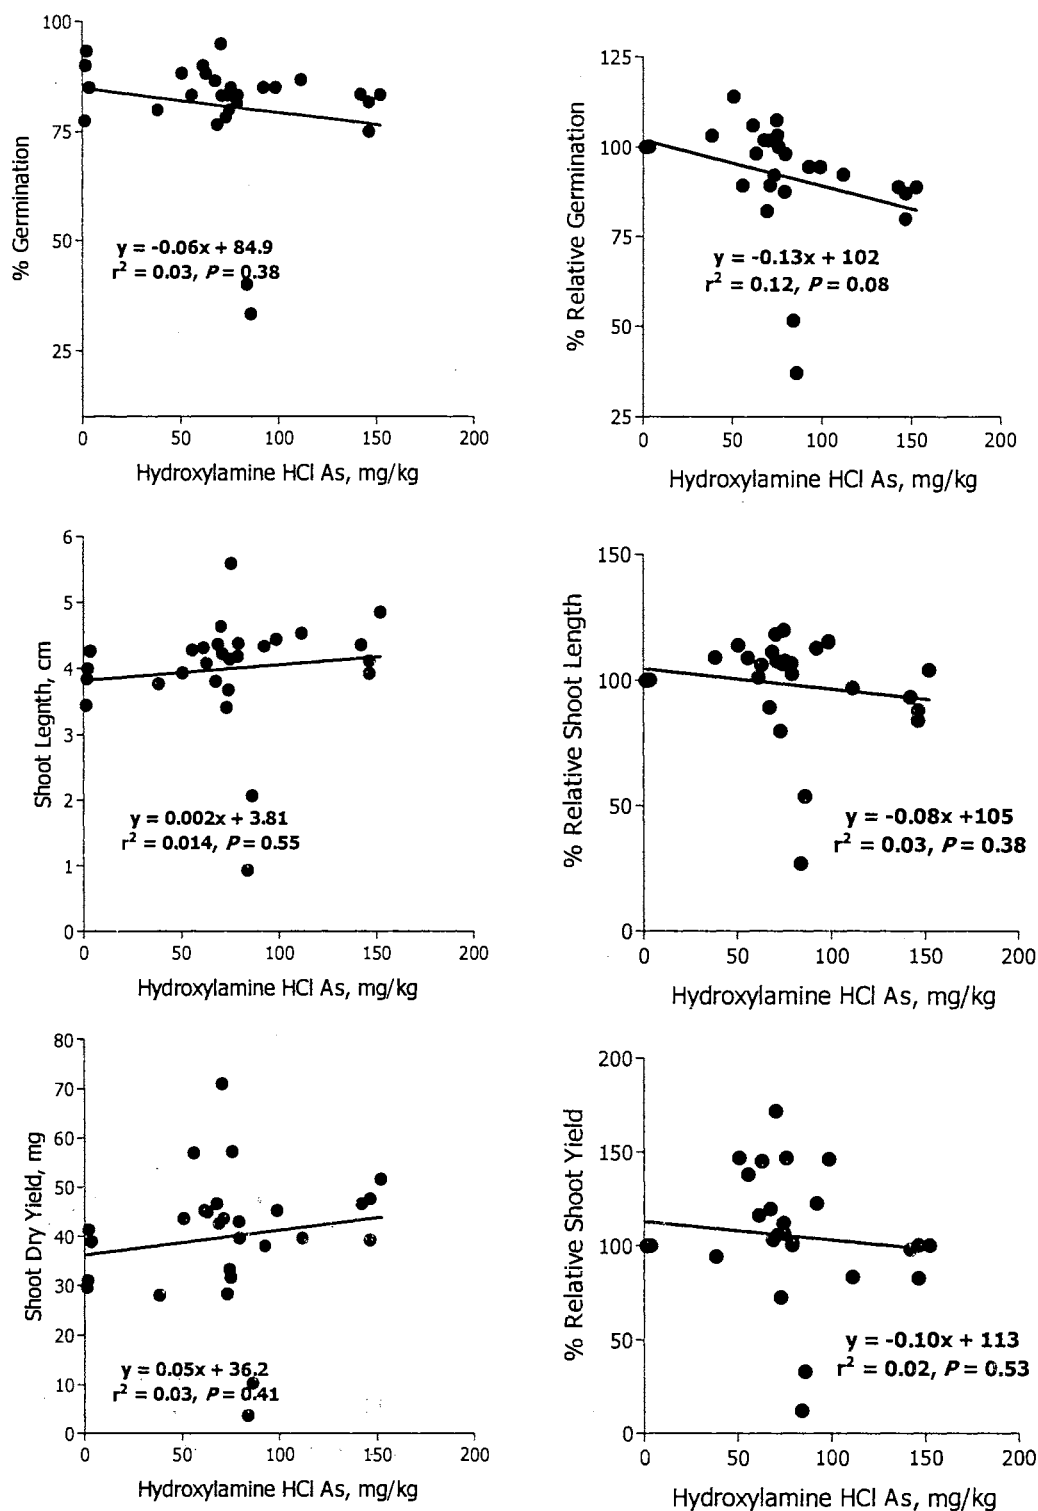 100
75
50
25
% Germination
y = -0.06x + 84.9
r² = 0.03, P = 0.38
0 50 100 150 200
Hydroxylamine HCl As, mg/kg
125
100
75
50
25
% Relative Germination
y = -0.13x + 102
r² = 0.12, P = 0.08
0 50 100 150 200
Hydroxylamine HCl As, mg/kg
6
5
4
3
2
1
0
Shoot Legnth, cm
y = 0.002x + 3.81
r² = 0.014, P = 0.55
0 50 100 150 200
Hydroxylamine HCl As, mg/kg
150
100
50
0
% Relative Shoot Length
y = -0.08x +105
r² = 0.03, P = 0.38
0 50 100 150 200
Hydroxylamine HCl As, mg/kg
80
70
60
50
40
30
20
10
0
Shoot Dry Yield, mg
y = 0.05x + 36.2
r² = 0.03, P = 0.41
0 50 100 150 200
Hydroxylamine HCl As, mg/kg
200
150
100
50
0
% Relative Shoot Yield
y = -0.10x + 113
r² = 0.02, P = 0.53
0 50 100 150 200
Hydroxylamine HCl As, mg/kg